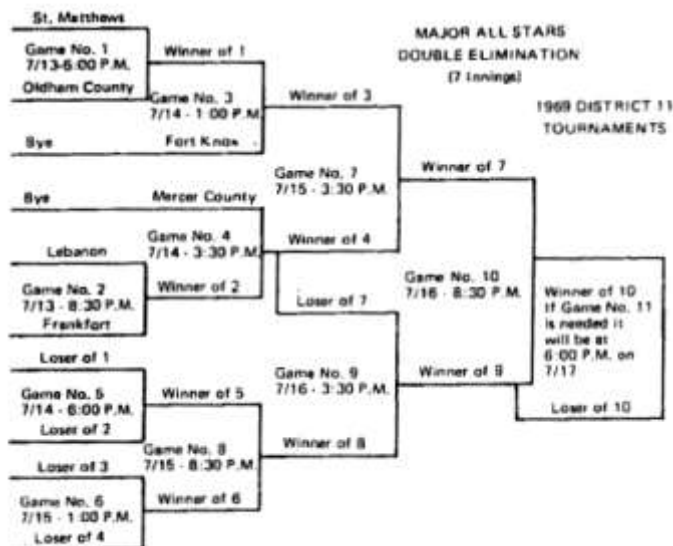 St. Matthews
Game No. 1
7/13-6:00 P.M.
Oldham County
Winner of 1
Game No. 3
7/14 - 1:00 P.M.
Bye
Fort Knox
Winner of 3
MAJOR ALL STARS
DOUBLE ELIMINATION
(7 Innings)
1969 DISTRICT 11
TOURNAMENTS
Game No. 7
7/15 - 3:30 P.M.
Winner of 7
Bye
Mercer County
Game No. 4
7/14 - 3:30 P.M.
Winner of 4
Lebanon
Game No. 2
7/13 - 8:30 P.M.
Frankfort
Winner of 2
Loser of 7
Game No. 10
7/16 - 8:30 P.M.
Winner of 10
If Game No. 11
is needed it
will be at
6:00 P.M. on
7/17
Loser of 10
Loser of 1
Game No. 5
7/14 - 6:00 P.M.
Loser of 2
Winner of 5
Game No. 9
7/16 - 3:30 P.M.
Winner of 9
Game No. 8
7/15 - 8:30 P.M.
Winner of 8
Loser of 3
Game No. 6
7/15 - 1:00 P.M.
Loser of 4
Winner of 6